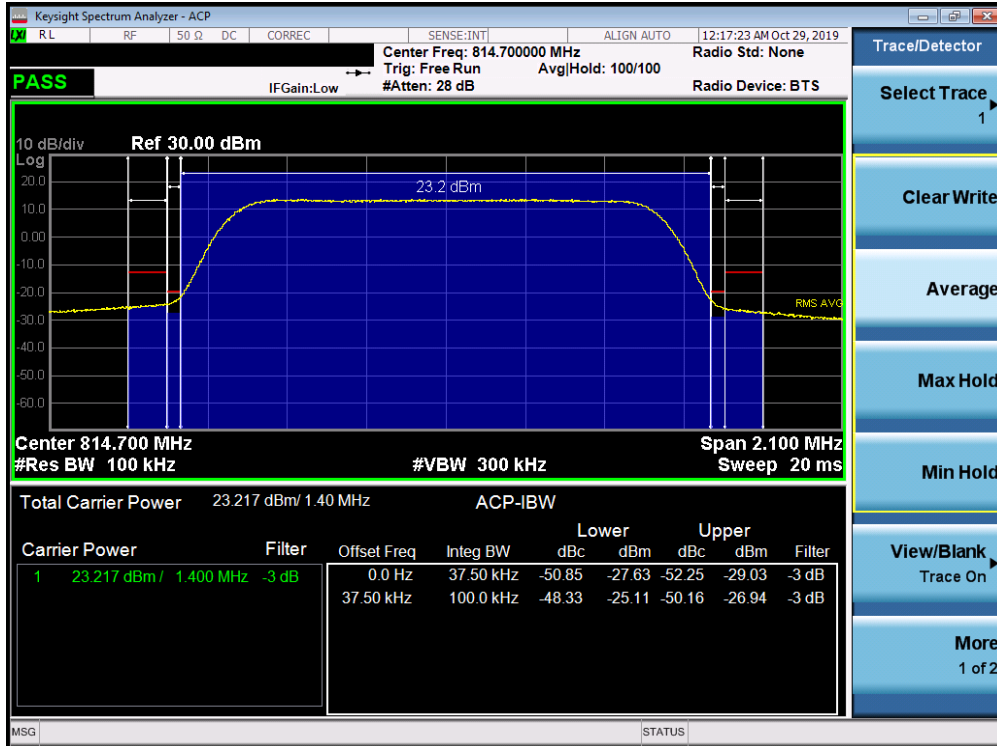 Keysight Spectrum Analyzer - ACP
LXI RL RF 50 Ω DC CORREC SENSE:INT ALIGN AUTO 12:17:23 AM Oct 29, 2019
Center Freq: 814.700000 MHz Radio Std: None
Trig: Free Run Avg|Hold: 100/100
PASS IFGain:Low #Atten: 28 dB Radio Device: BTS
10 dB/div Ref 30.00 dBm
Log
20.0
23.2 dBm
10.0
0.00
-10.0
-20.0
RMS AVG
-30.0
-40.0
-50.0
-60.0
Center 814.700 MHz Span 2.100 MHz
#Res BW 100 kHz #VBW 300 kHz Sweep 20 ms
Total Carrier Power 23.217 dBm/ 1.40 MHz ACP-IBW
Lower Upper
Carrier Power Filter Offset Freq Integ BW dBc dBm dBc dBm Filter
1 23.217 dBm / 1.400 MHz -3 dB 0.0 Hz 37.50 kHz -50.85 -27.63 -52.25 -29.03 -3 dB
37.50 kHz 100.0 kHz -48.33 -25.11 -50.16 -26.94 -3 dB
MSG STATUS
Trace/Detector
Select Trace
1
Clear Write
Average
Max Hold
Min Hold
View/Blank
Trace On
More
1 of 2